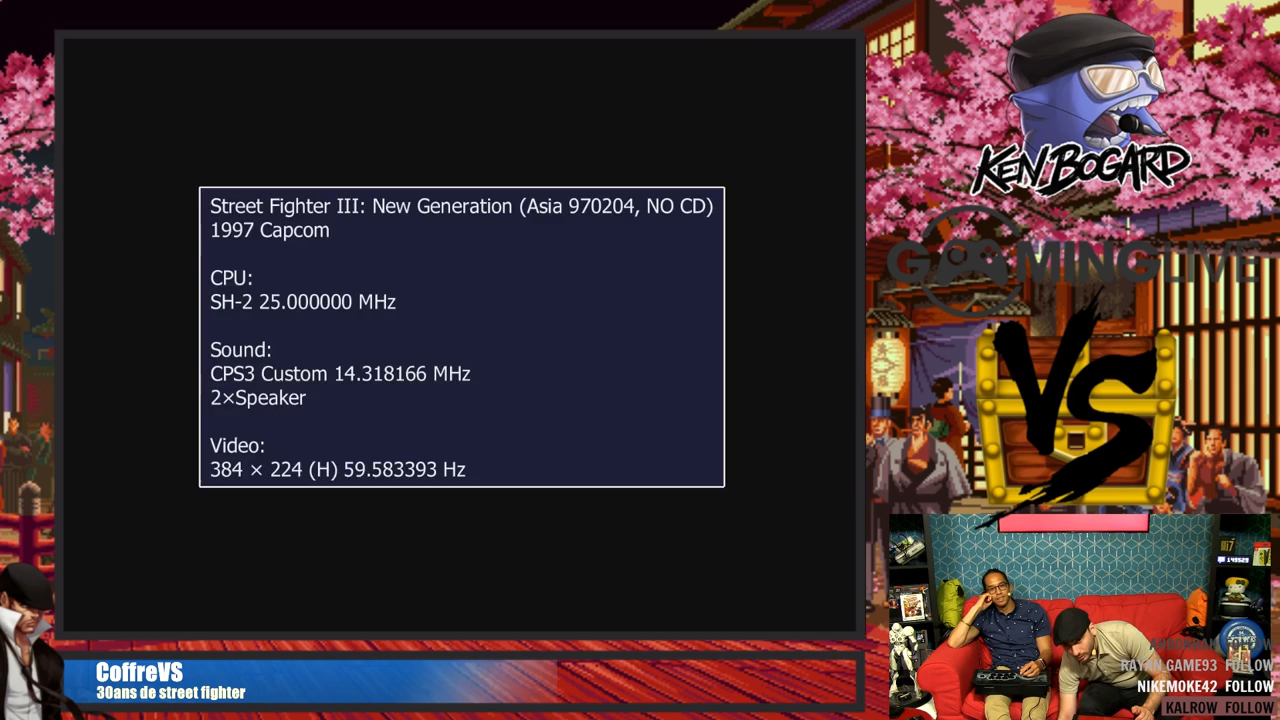 Street Fighter III: New Generation (Asia 970204, NO CD)
1997 Capcom
CPU:
SH-2 25.000000 MHz
Sound:
CPS3 Custom 14.318166 MHz
2×Speaker
Video:
384 × 224 (H) 59.583393 Hz
KEN BOGARD
GAMING LIVE
VS
FOLLOW
RAYAN_GAME93 FOLLOW
NIKEMOKE42 FOLLOW
KALROW FOLLOW
CoffreVS
30ans de street fighter